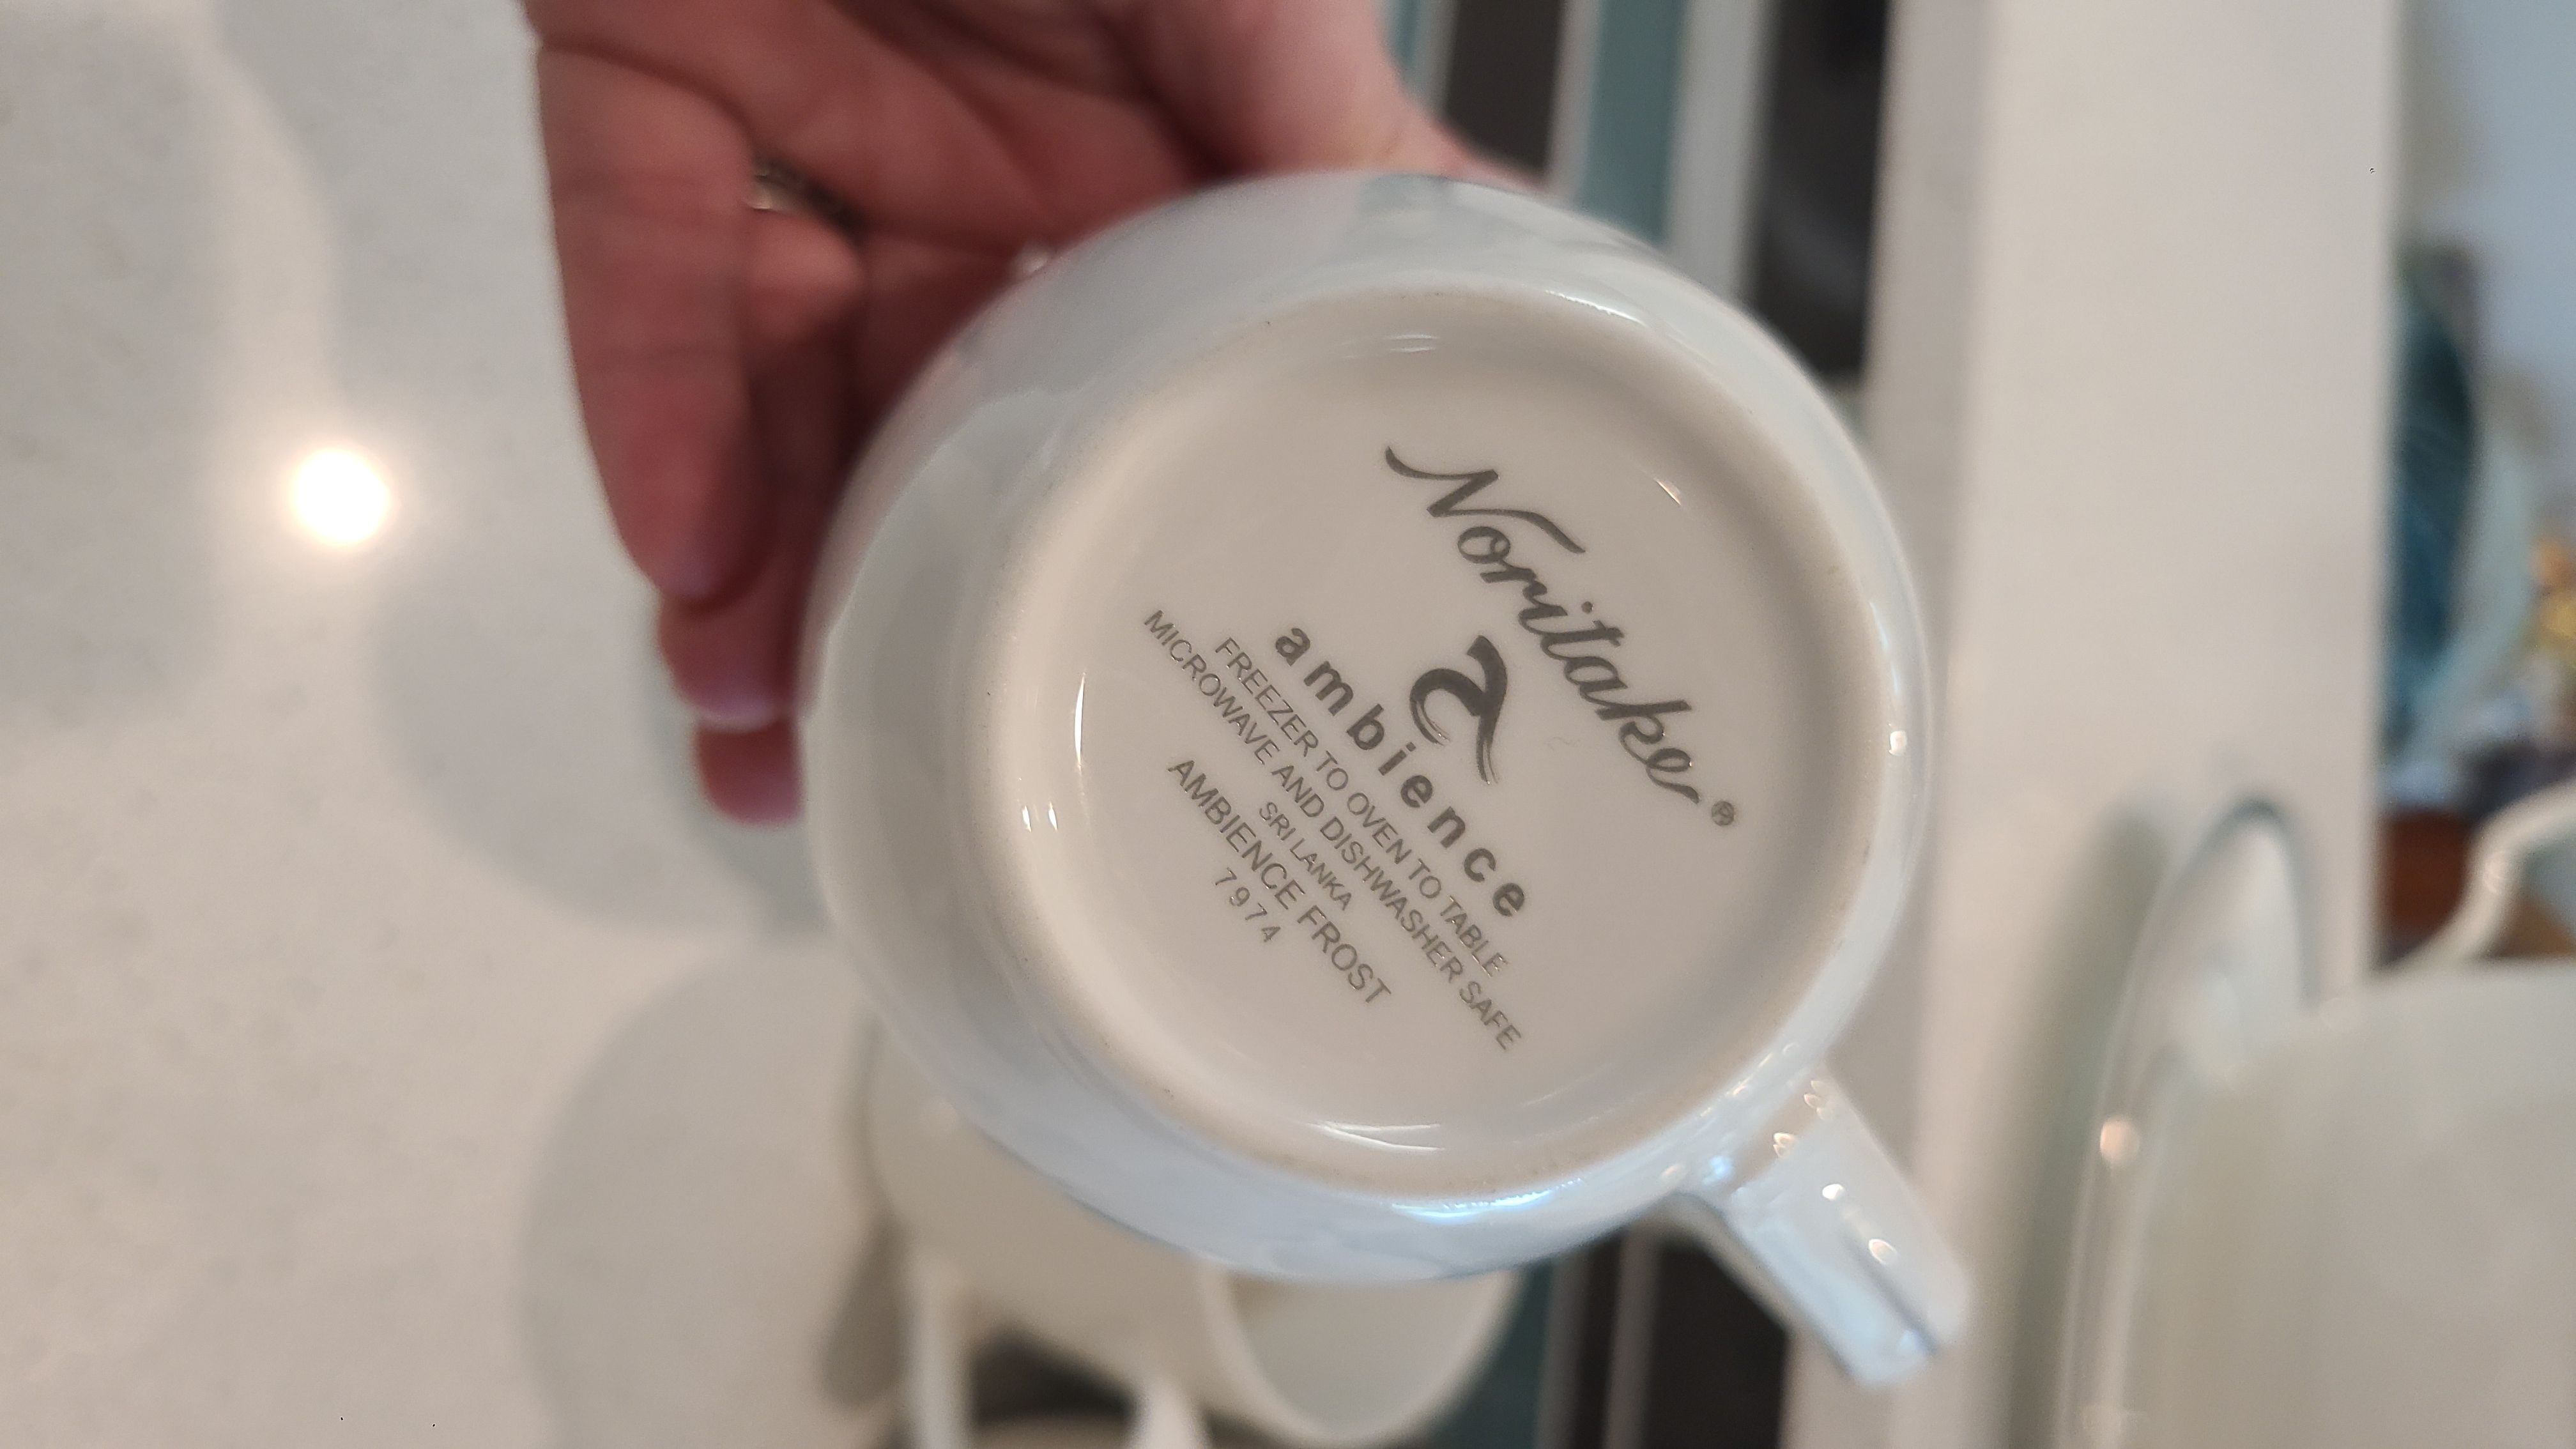 Noritake®
a
ambience
FREEZER TO OVEN TO TABLE
MICROWAVE AND DISHWASHER SAFE
SRI LANKA
AMBIENCE FROST
7974